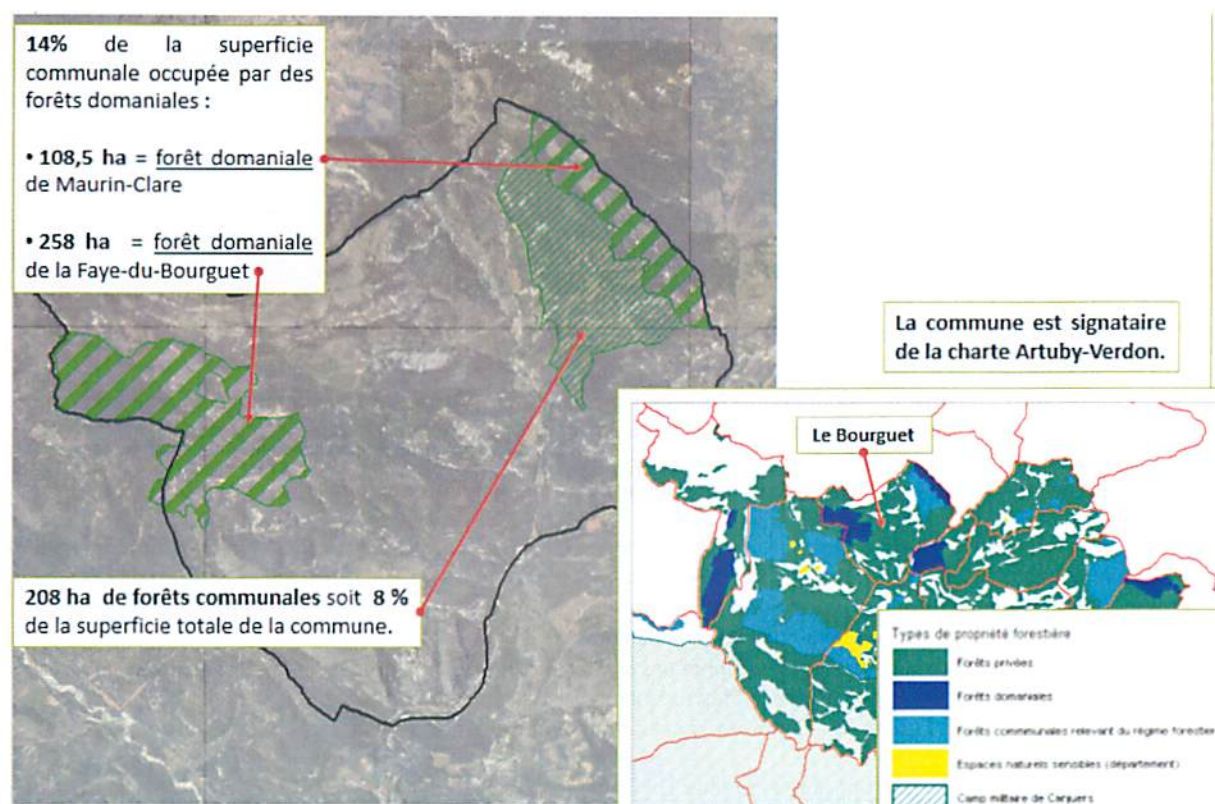 14% de la superficie
communale occupée par des
forêts domaniales :
• 108,5 ha = forêt domaniale
de Maurin-Clare
• 258 ha = forêt domaniale
de la Faye-du-Bourguet
208 ha de forêts communales soit 8 %
de la superficie totale de la commune.
La commune est signataire
de la charte Artuby-Verdon.
Le Bourguet
Types de propriété forestière
Forêts privées
Forêts domaniales
Forêts communales relevant du régime forestier
Espaces naturels sensibles (département)
Camp militaire de Canjuers